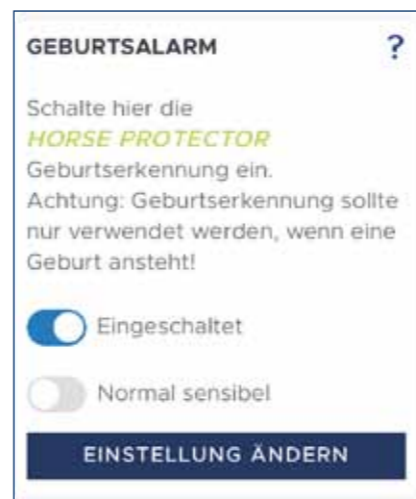 GEBURTSALARM ?
Schalte hier die
HORSE PROTECTOR
Geburtserkennung ein.
Achtung: Geburtserkennung sollte
nur verwendet werden, wenn eine
Geburt ansteht!
Eingeschaltet
Normal sensibel
EINSTELLUNG ÄNDERN